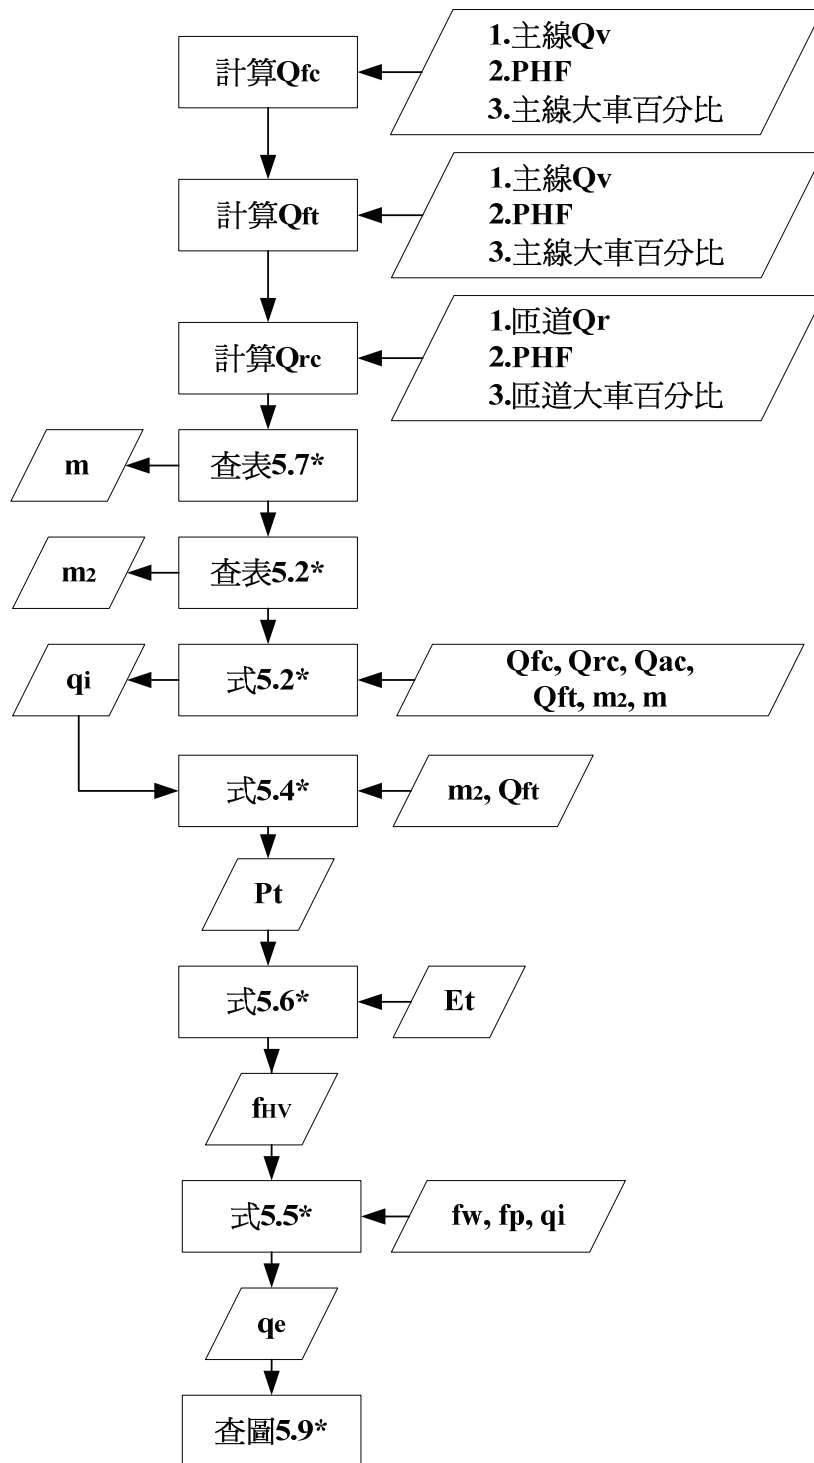 計算Qfc
1.主線Qv
2.PHF
3.主線大車百分比
計算Qft
1.主線Qv
2.PHF
3.主線大車百分比
計算Qrc
1.匝道Qr
2.PHF
3.匝道大車百分比
m
查表5.7*
m2
查表5.2*
qi
式5.2*
Qfc, Qrc, Qac,
Qft, m2, m
式5.4*
m2, Qft
Pt
式5.6*
Et
fHV
式5.5*
fw, fp, qi
qe
查圖5.9*